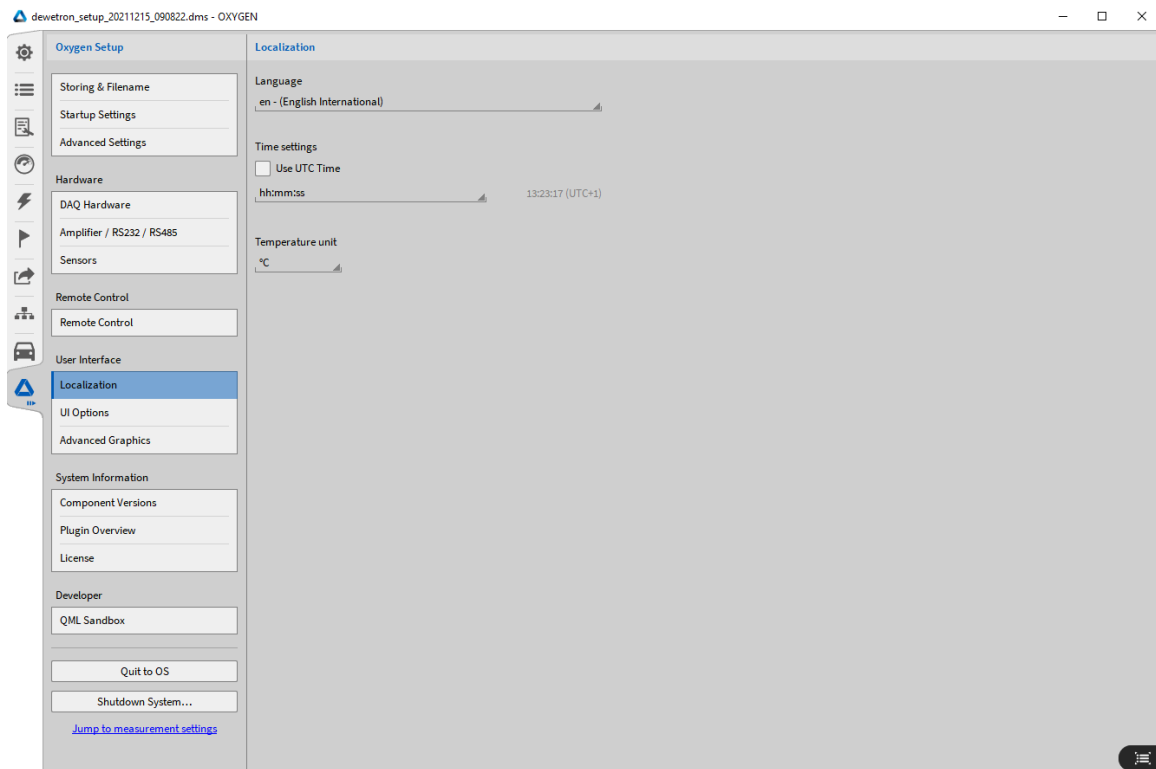 dewetron_setup_20211215_090822.dms - OXYGEN
Oxygen Setup
Storing & Filename
Startup Settings
Advanced Settings
Hardware
DAQ Hardware
Amplifier / RS232 / RS485
Sensors
Remote Control
Remote Control
User Interface
Localization
UI Options
Advanced Graphics
System Information
Component Versions
Plugin Overview
License
Developer
QML Sandbox
Quit to OS
Shutdown System...
Jump to measurement settings
Localization
Language
en - (English International)
Time settings
Use UTC Time
hh:mm:ss 13:23:17 (UTC+1)
Temperature unit
°C